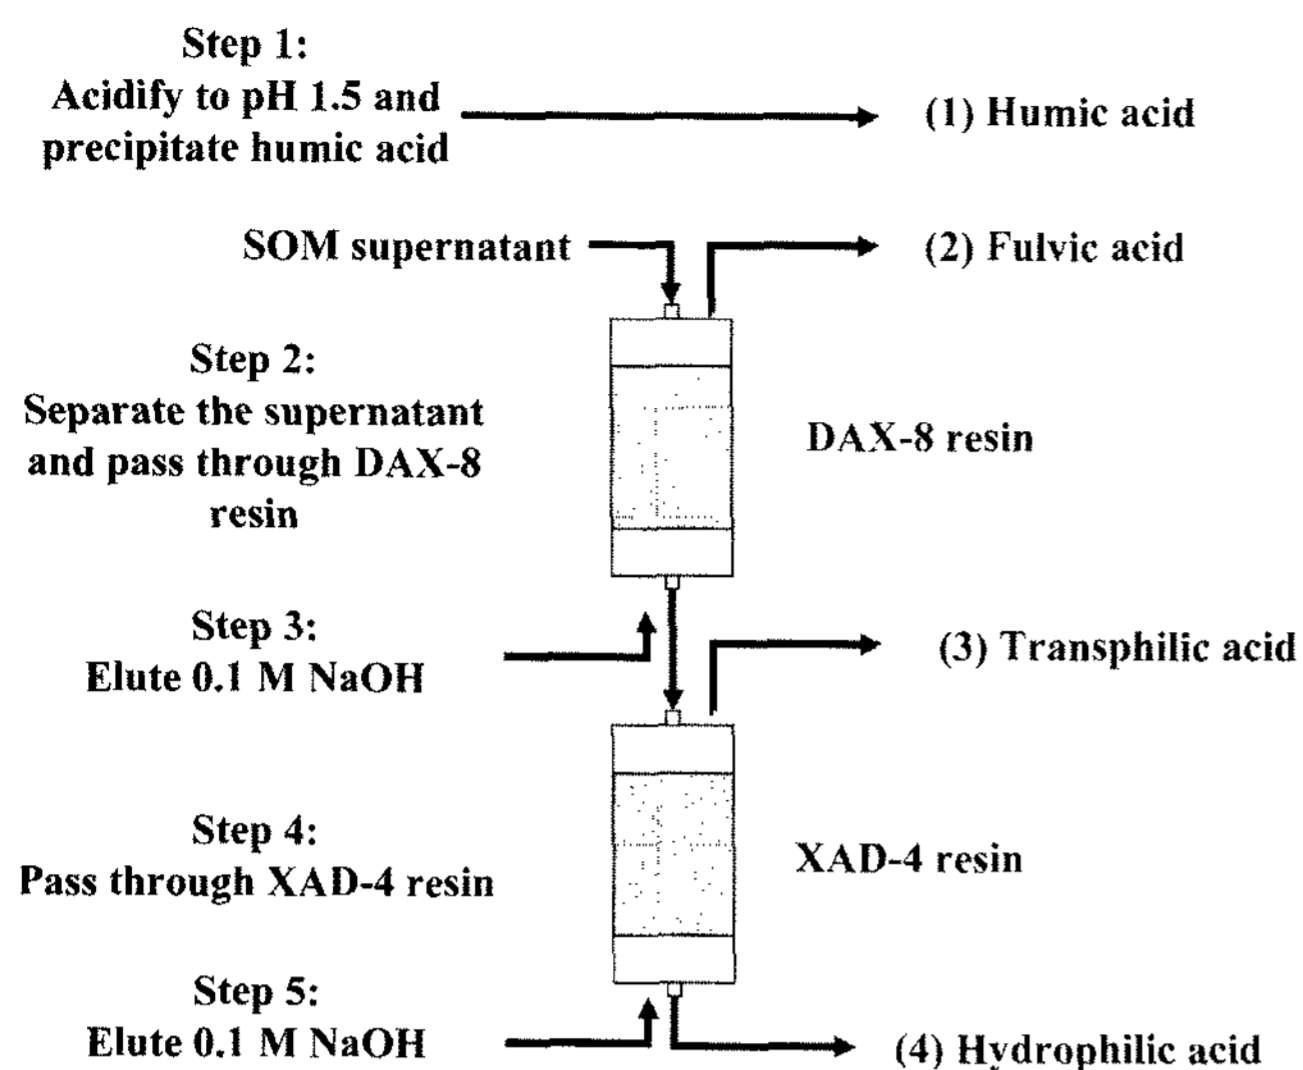 Step 1:
Acidify to pH 1.5 and
precipitate humic acid
(1) Humic acid
SOM supernatant
(2) Fulvic acid
Step 2:
Separate the supernatant
and pass through DAX-8
resin
DAX-8 resin
Step 3:
Elute 0.1 M NaOH
(3) Transphilic acid
Step 4:
Pass through XAD-4 resin
XAD-4 resin
Step 5:
Elute 0.1 M NaOH
(4) Hydrophilic acid